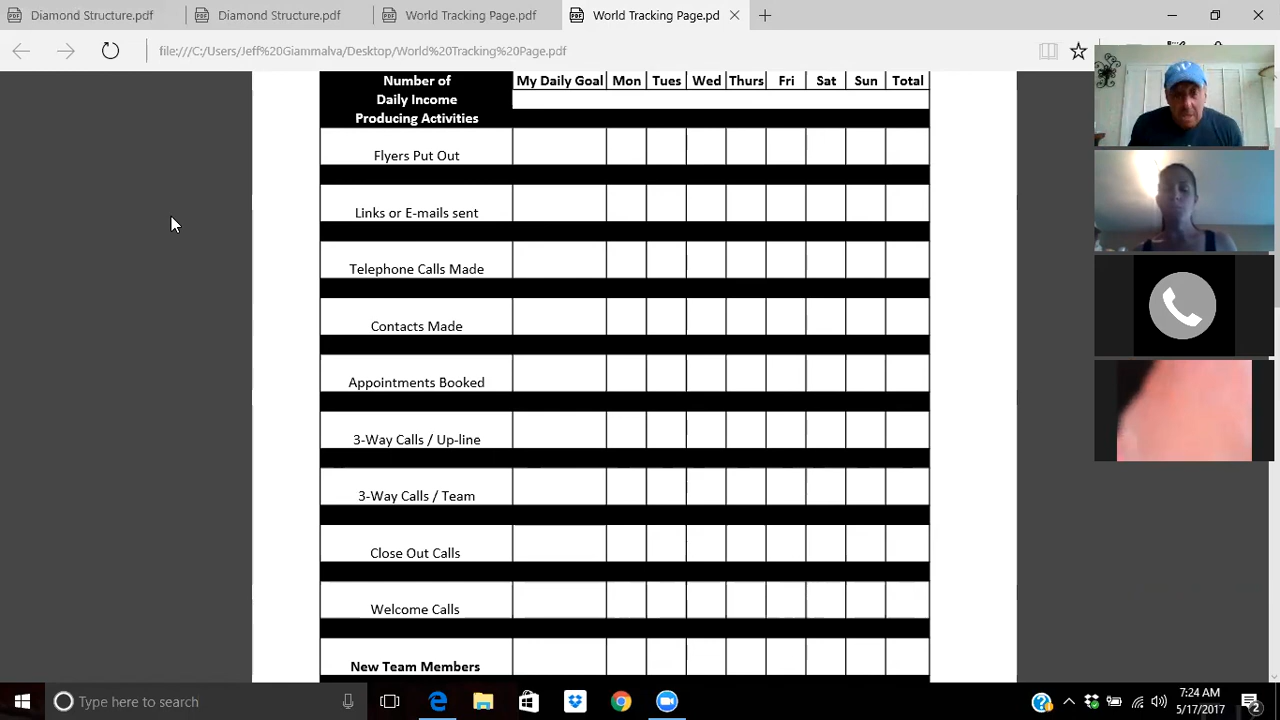 Diamond Structure.pdf
Diamond Structure.pdf
World Tracking Page.pdf
World Tracking Page.pd
file:///C:/Users/Jeff%20Giammalva/Desktop/World%20Tracking%20Page.pdf
Number of Daily Income Producing Activities My Daily Goal Mon Tues Wed Thurs Fri Sat Sun Total
Flyers Put Out
Links or E-mails sent
Telephone Calls Made
Contacts Made
Appointments Booked
3-Way Calls / Up-line
3-Way Calls / Team
Close Out Calls
Welcome Calls
New Team Members
Type here to search
7:24 AM
5/17/2017
2